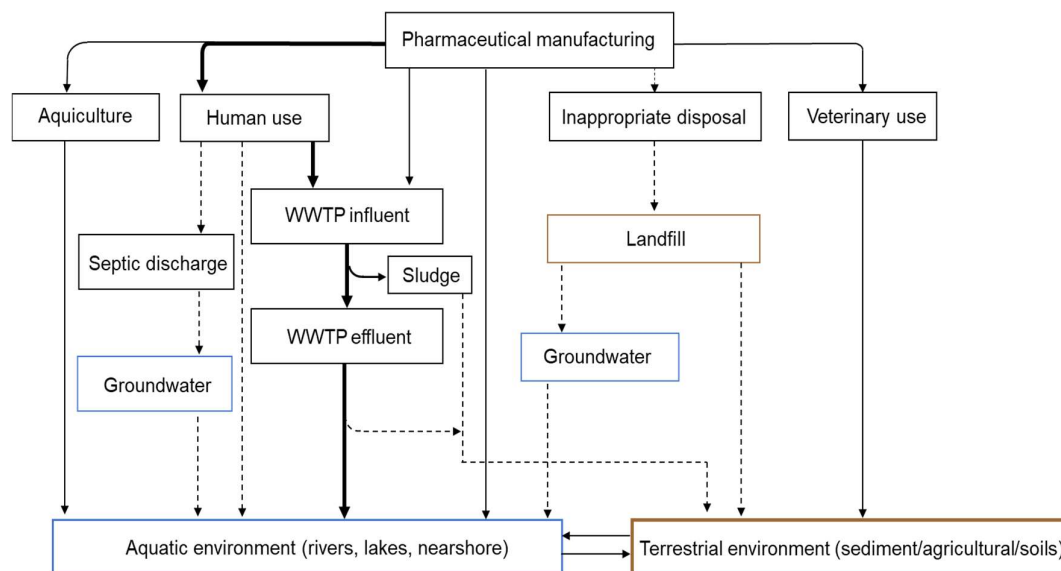 Pharmaceutical manufacturing
Aquiculture
Human use
Inappropriate disposal
Veterinary use
WWTP influent
Landfill
Septic discharge
Sludge
WWTP effluent
Groundwater
Groundwater
Aquatic environment (rivers, lakes, nearshore)
Terrestrial environment (sediment/agricultural/soils)